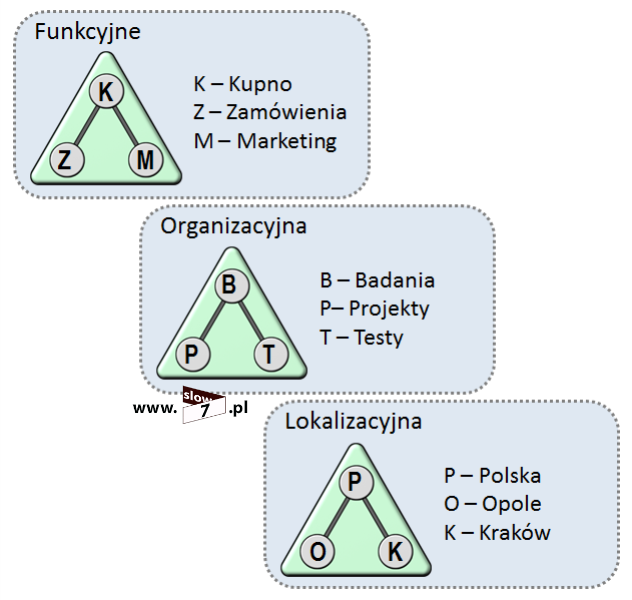 Funkcyjne
K
Z
M
K – Kupno
Z – Zamówienia
M – Marketing
Organizacyjna
B
P
T
B – Badania
P– Projekty
T – Testy
www. slow 7 .pl
Lokalizacyjna
P
O
K
P – Polska
O – Opole
K – Kraków